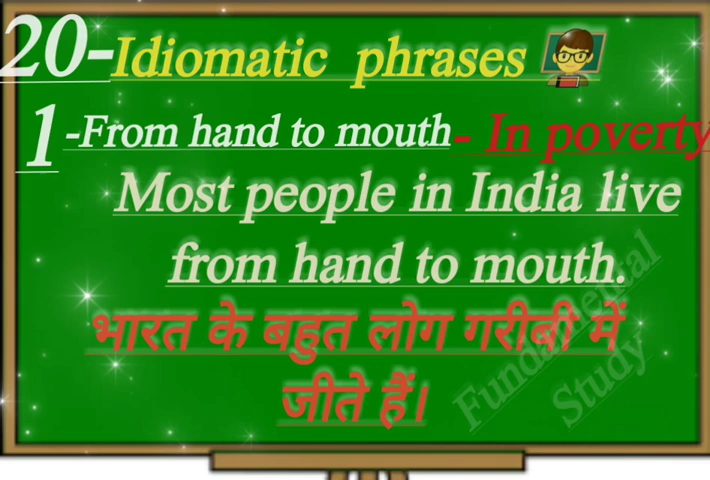 20-Idiomatic phrases
1-From hand to mouth- In poverty
Most people in India live
from hand to mouth.
भारत के बहुत लोग गरीबी में
जीते हैं।
Fundamental
Study